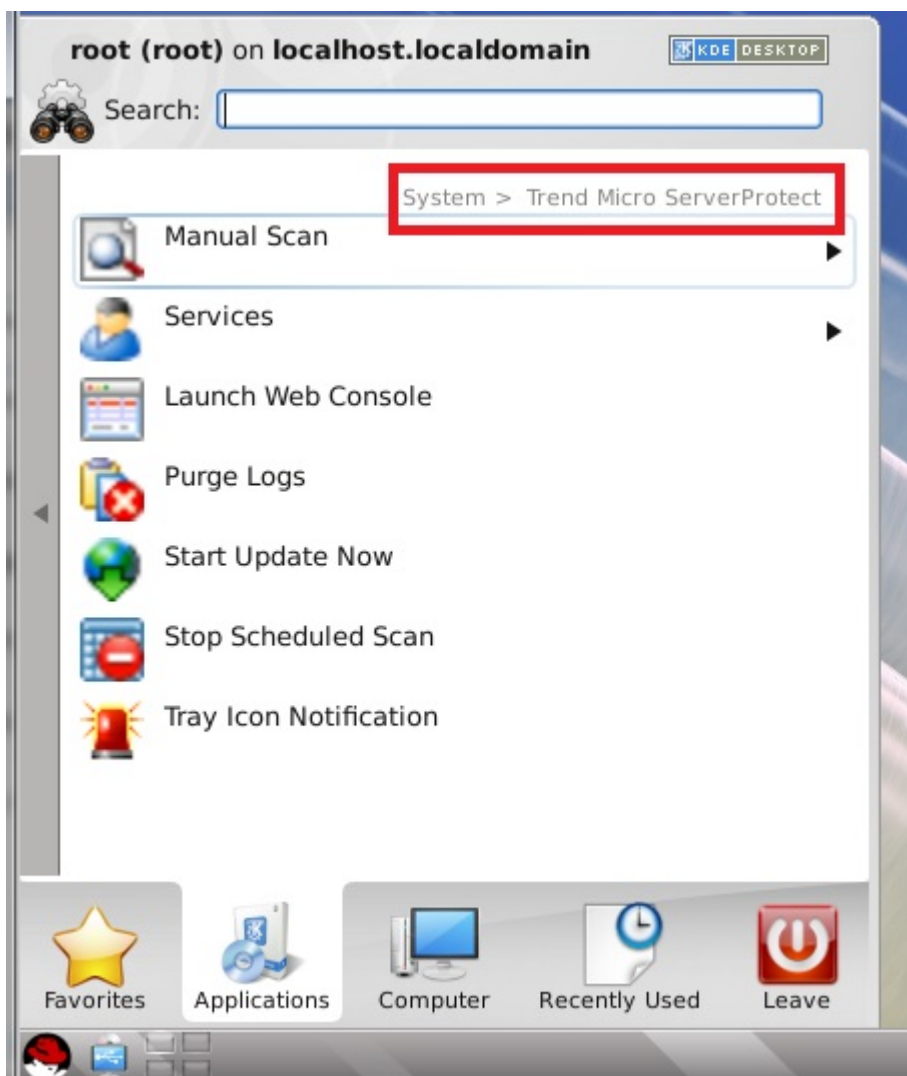 root (root) on localhost.localdomain
KDE DESKTOP
Search:
System > Trend Micro ServerProtect
Manual Scan
Services
Launch Web Console
Purge Logs
Start Update Now
Stop Scheduled Scan
Tray Icon Notification
Favorites
Applications
Computer
Recently Used
Leave